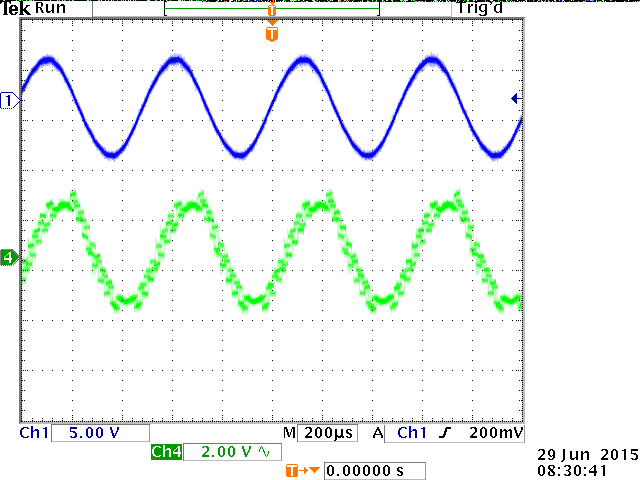 Tek Run Trig'd
T
T
1
4
Ch1 5.00 V M 200µs A Ch1 200mV
Ch4 2.00 V
T 0.00000 s
29 Jun 2015
08:30:41